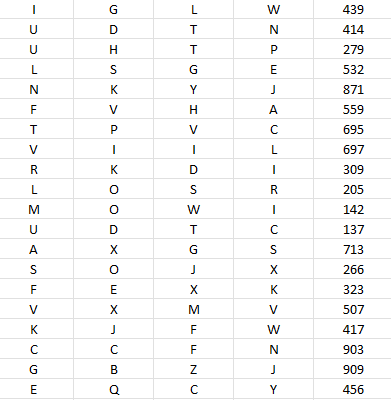 I G L W 439
U D T N 414
U H T P 279
L S G E 532
N K Y J 871
F V H A 559
T P V C 695
V I I L 697
R K D I 309
L O S R 205
M O W I 142
U D T C 137
A X G S 713
S O J X 266
F E X K 323
V X M V 507
K J F W 417
C C F N 903
G B Z J 909
E Q C Y 456